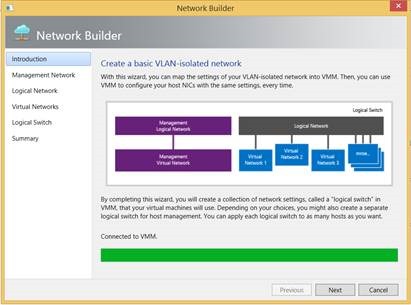 Network Builder
Network Builder
Introduction
Management Network
Logical Network
Virtual Networks
Logical Switch
Summary
Create a basic VLAN-isolated network
With this wizard, you can map the settings of your VLAN-isolated network into VMM. Then, you can use
VMM to configure your host NICs with the same settings, every time.
Logical Switch
Management
Logical Network
Logical Network
Management
Virtual Network
Virtual
Network 1
Virtual
Network 2
Virtual
Network 3
more...
By completing this wizard, you will create a collection of network settings, called a "logical switch" in
VMM, that your virtual machines will use. Depending on your choices, you might also create a separate
logical switch for host management. You can apply each logical switch to as many hosts as you want.
Connected to VMM.
Previous
Next
Cancel